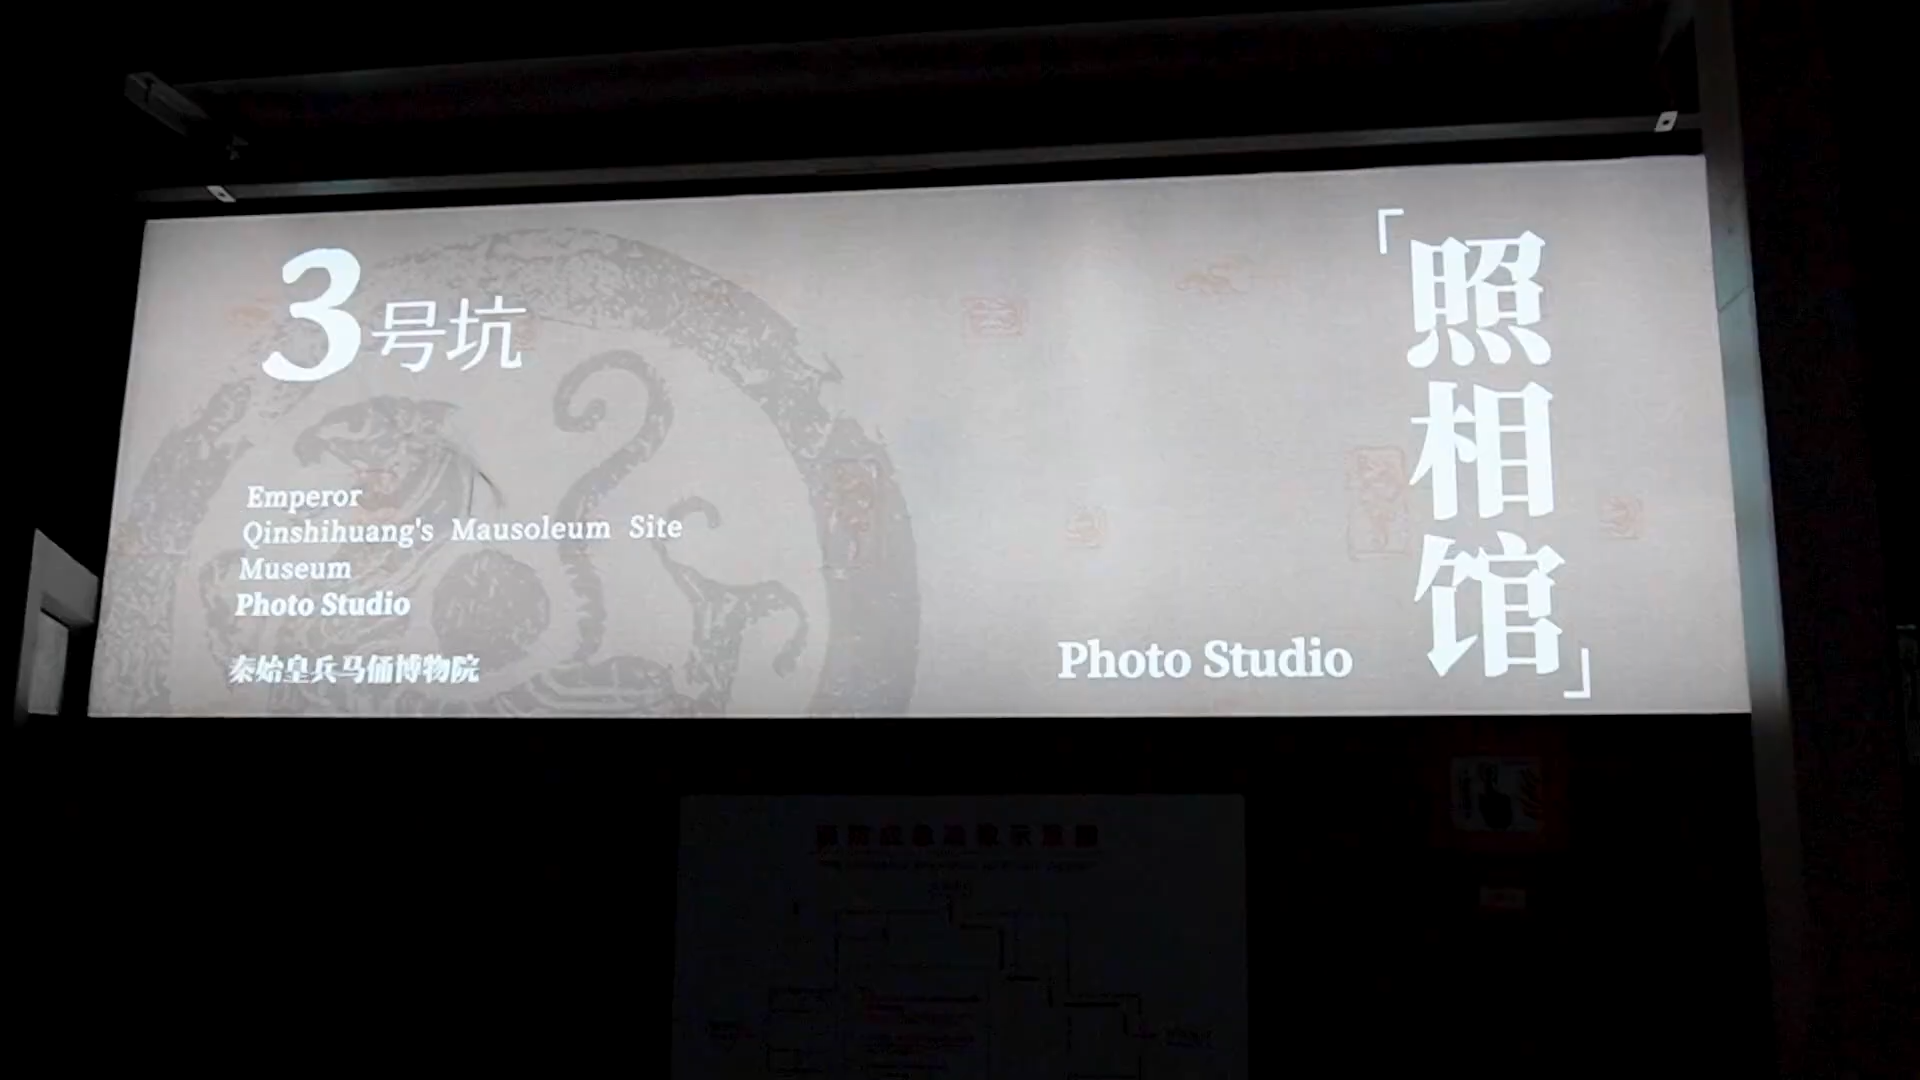 3号坑
Emperor
Qinshihuang's Mausoleum Site
Museum
Photo Studio
秦始皇兵马俑博物院
「照相馆」
Photo Studio